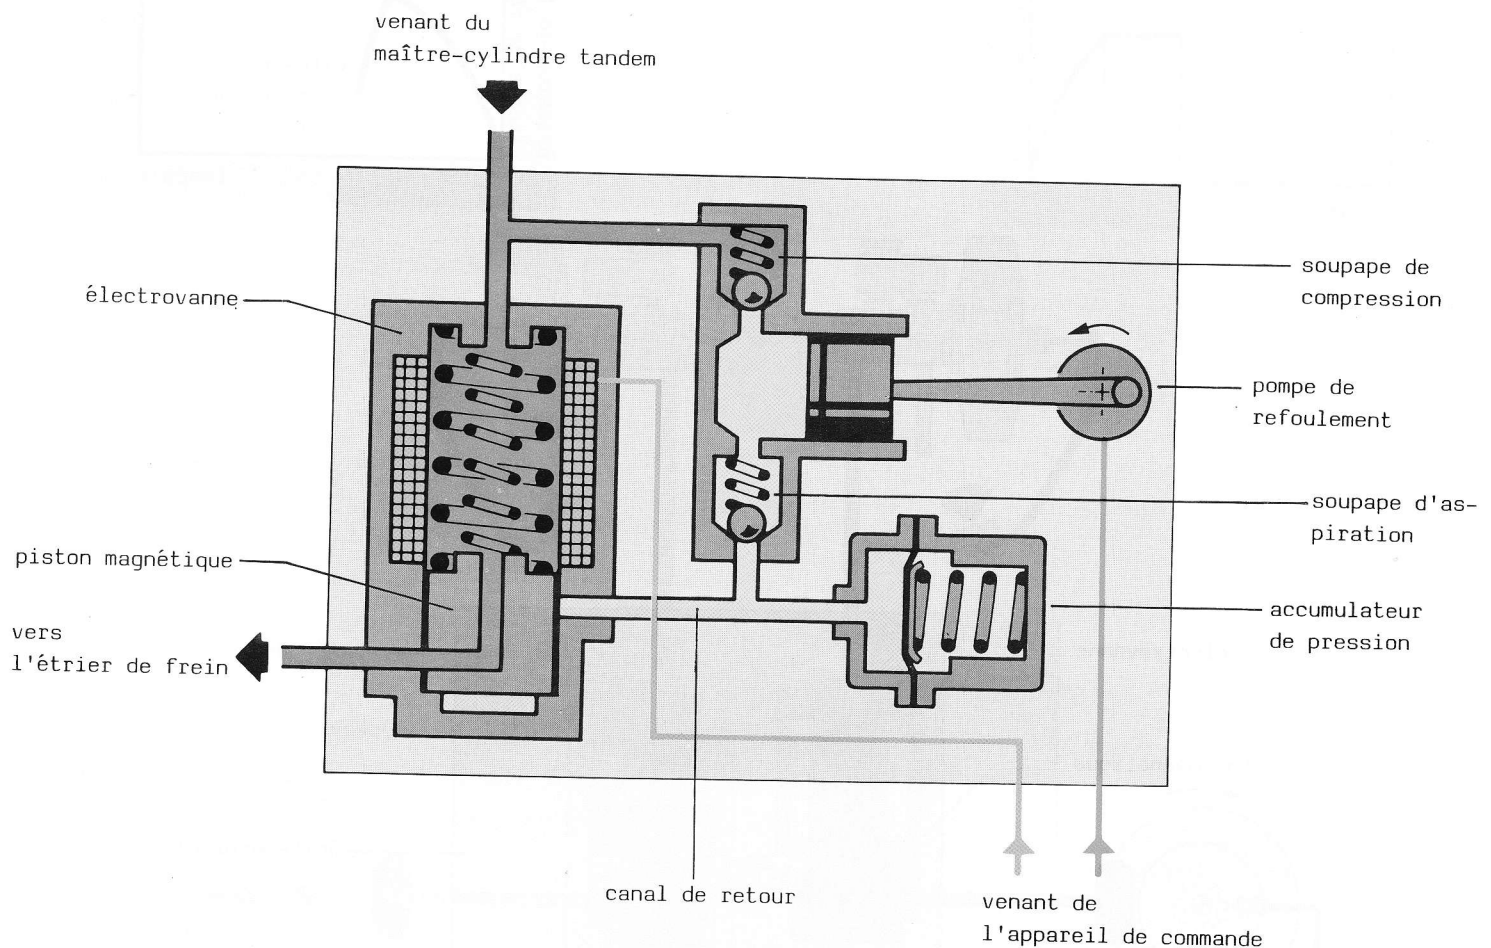 venant du
maître-cylindre tandem
soupape de
compression
électrovanne
pompe de
refoulement
soupape d'as-
piration
piston magnétique
accumulateur
de pression
vers
l'étrier de frein
canal de retour
venant de
l'appareil de commande